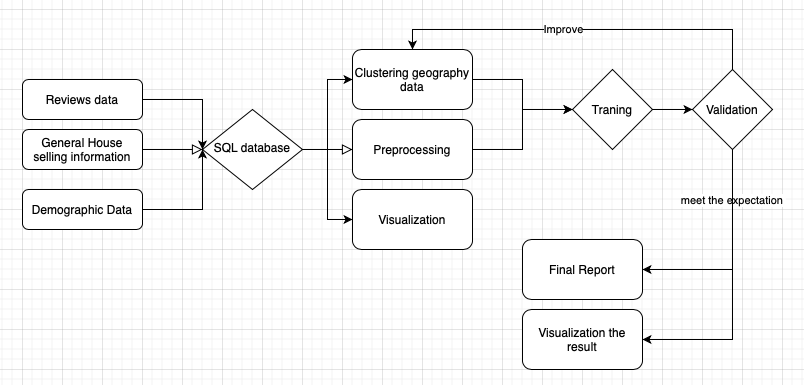 Improve
Clustering geography
data
Reviews data
General House
selling information
SQL database
Preprocessing
Traning
Validation
Demographic Data
Visualization
meet the expectation
Final Report
Visualization the
result